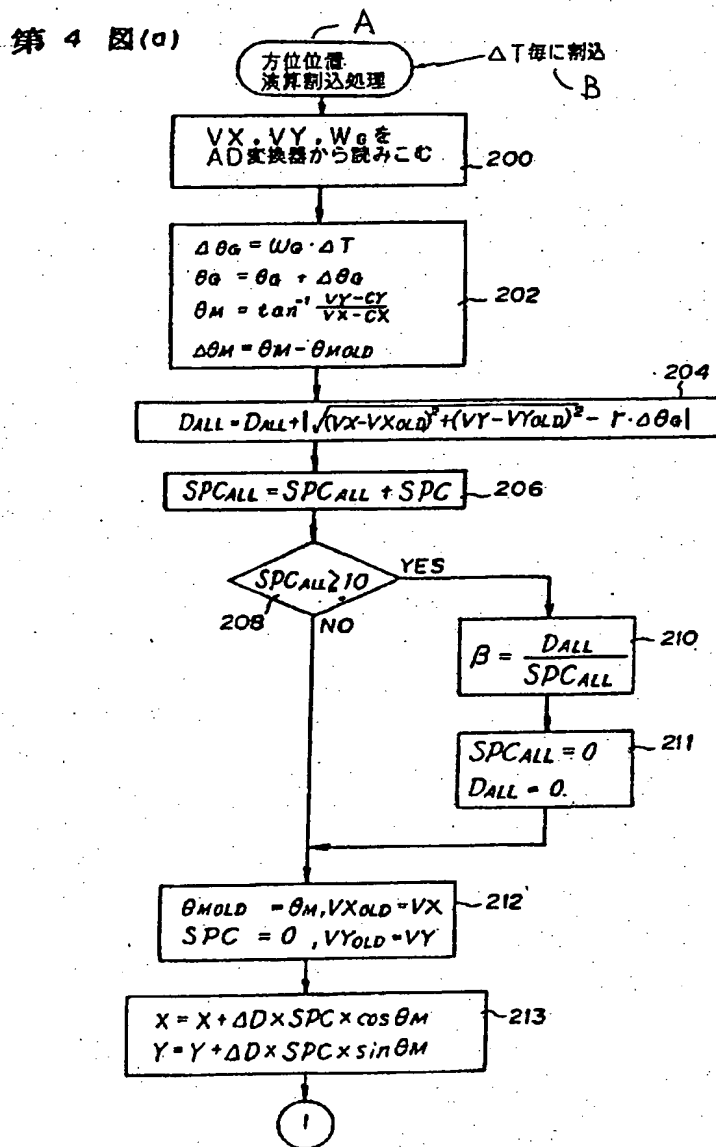 第 4 図(a)
A
方位位置
演算割込処理
ΔT毎に割込
B
VX, VY, WGを
AD変換器から読みこむ
200
ΔθG = WG・ΔT
θG = θG + ΔθG
θM = tan⁻¹ (VY-CY)/(VX-CX)
ΔθM = θM - θMOLD
202
204
DALL = DALL+|√((VX-VXOLD)²+(VY-VYOLD)²) - r・ΔθG|
SPCALL = SPCALL + SPC
206
SPCALL≧10
YES
208
NO
β = DALL/SPCALL
210
SPCALL = 0
DALL = 0.
211
θMOLD = θM, VXOLD = VX
SPC = 0 , VYOLD = VY
212
X = X + ΔD × SPC × cos θM
Y = Y + ΔD × SPC × sin θM
213
1